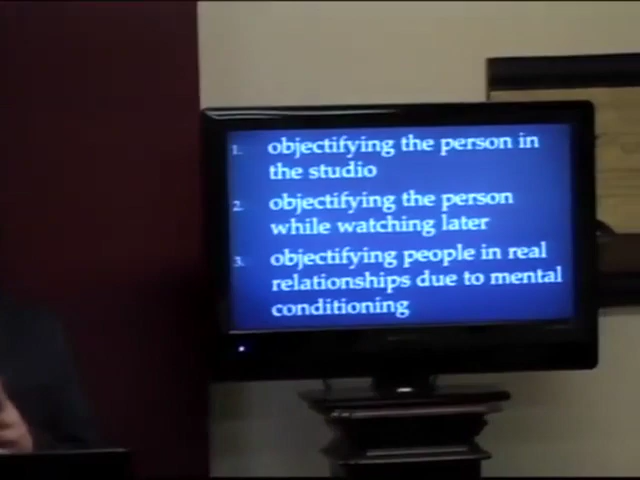 1. objectifying the person in
the studio
2. objectifying the person
while watching later
3. objectifying people in real
relationships due to mental
conditioning